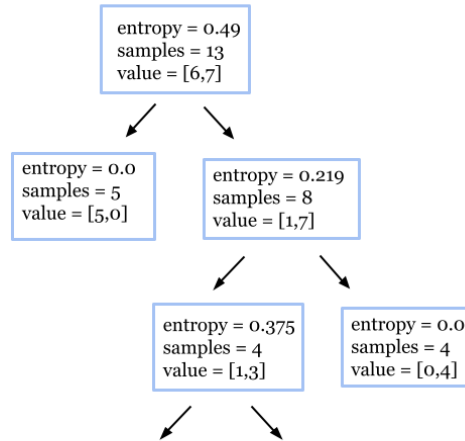 entropy = 0.49
samples = 13
value = [6,7]
entropy = 0.0
samples = 5
value = [5,0]
entropy = 0.219
samples = 8
value = [1,7]
entropy = 0.375
samples = 4
value = [1,3]
entropy = 0.0
samples = 4
value = [0,4]